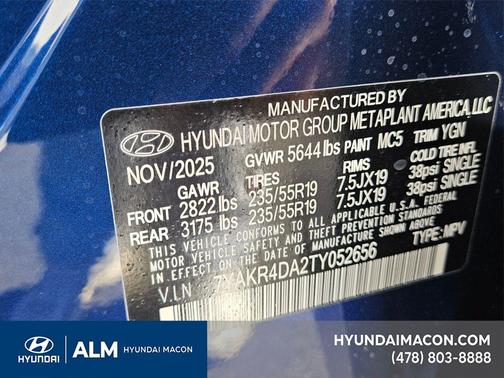 MANUFACTURED BY
HYUNDAI MOTOR GROUP METAPLANT AMERICA, LLC
NOV/2025 GVWR 5644 lbs PAINT MC5 TRIM YGN
GAWR TIRES RIMS COLD TIRE INFL
FRONT 2822 lbs 235/55R19 7.5JX19 38psi SINGLE
REAR 3175 lbs 235/55R19 7.5JX19 38psi SINGLE
THIS VEHICLE CONFORMS TO ALL APPLICABLE U.S.A. FEDERAL
MOTOR VEHICLE SAFETY STANDARDS IN EFFECT ON THE DATE OF
MANUFACTURE SHOWN ABOVE.
V.I.N 7YAKR4DA2TY052656 TYPE: MPV
HYUNDAI
ALM HYUNDAI MACON
HYUNDAIMACON.COM
(478) 803-8888